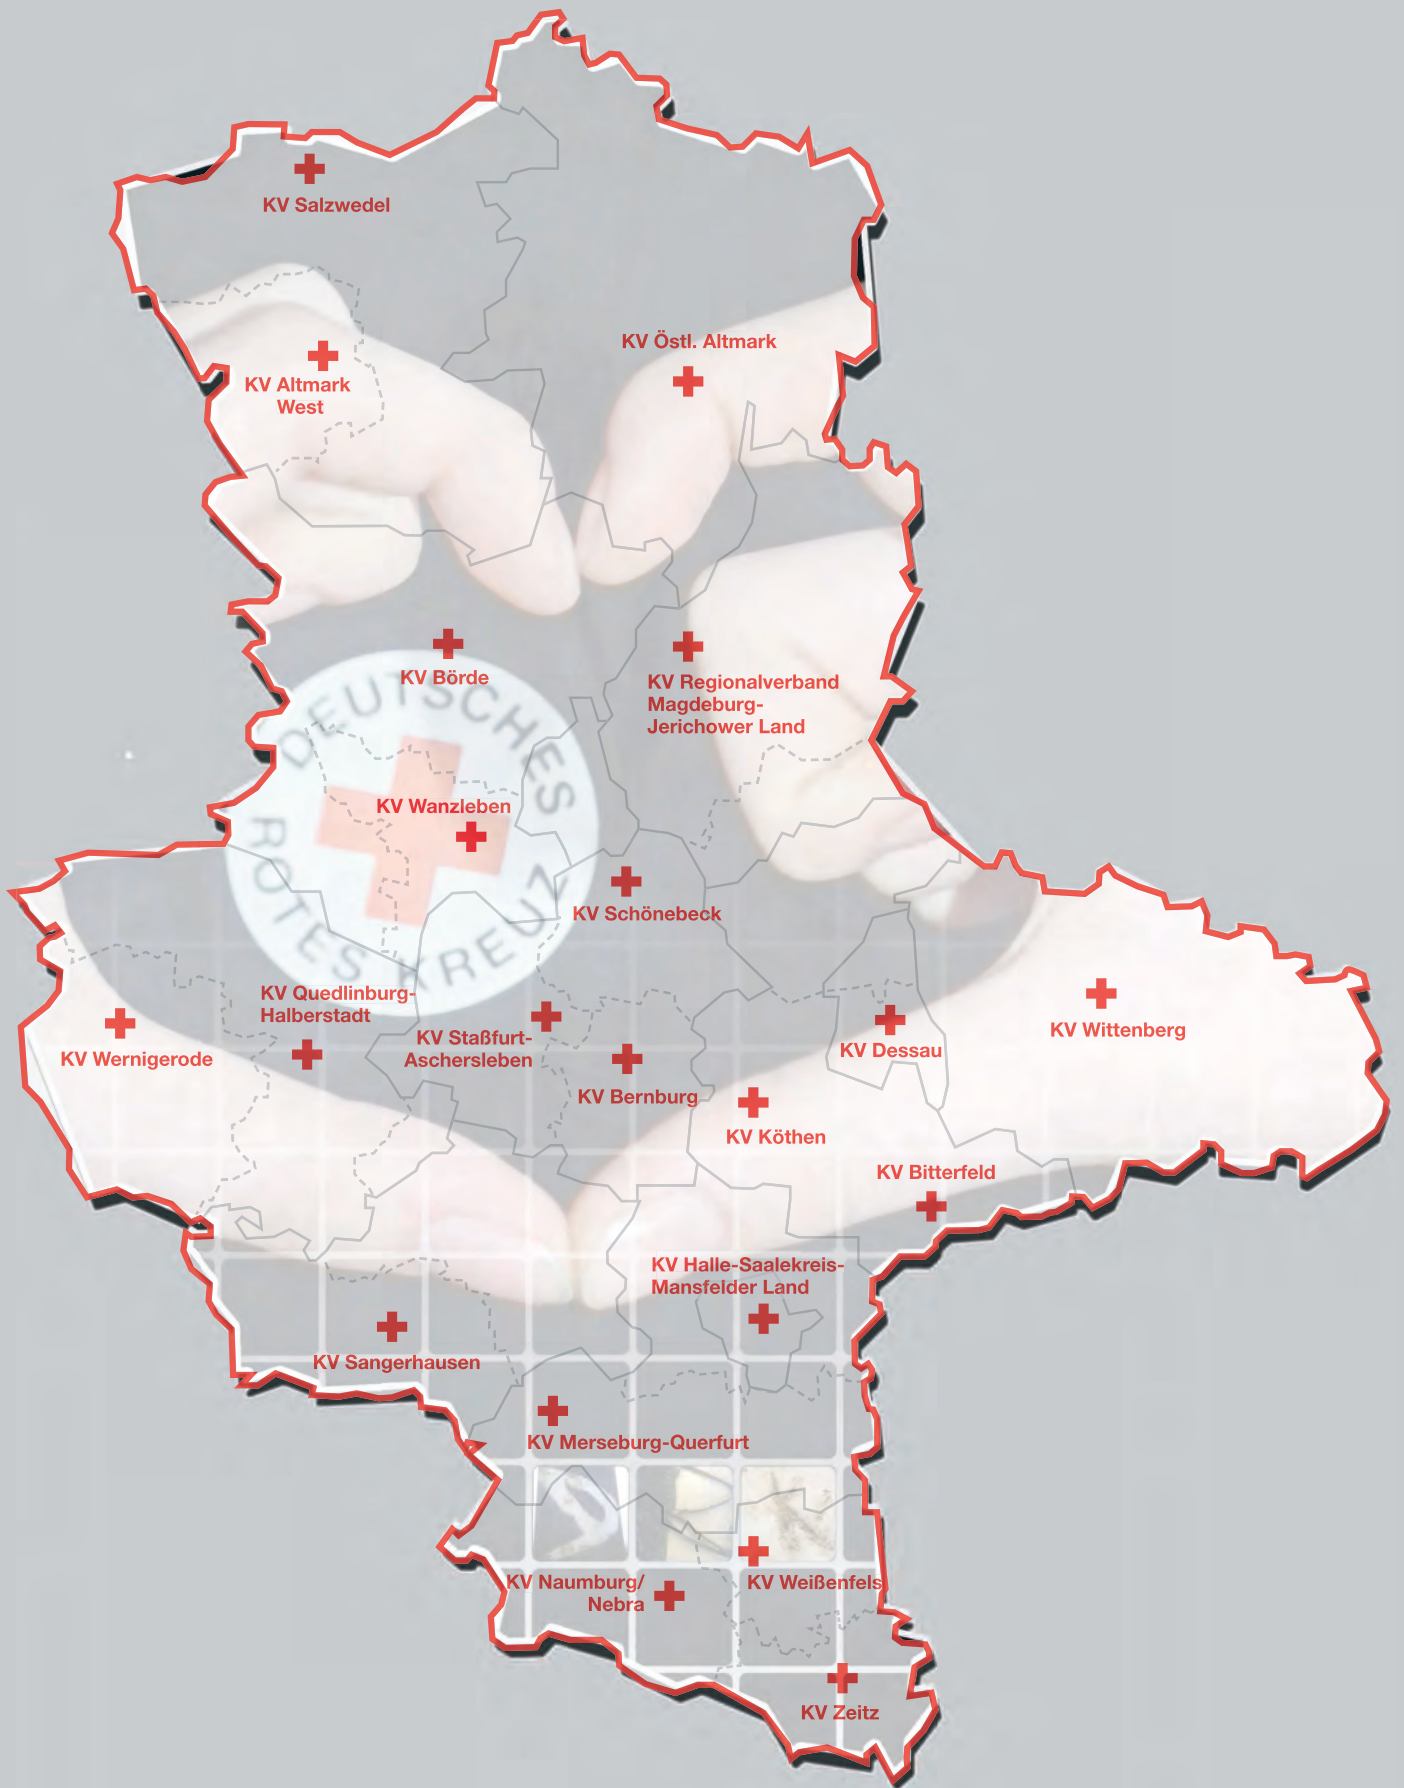 KV Salzwedel
KV Östl. Altmark
KV Altmark
West
KV Börde
KV Regionalverband
Magdeburg-
Jerichower Land
DEUTSCHES
ROTES KREUZ
KV Wanzleben
KV Schönebeck
KV Quedlinburg-
Halberstadt
KV Wernigerode
KV Staßfurt-
Aschersleben
KV Dessau
KV Wittenberg
KV Bernburg
KV Köthen
KV Bitterfeld
KV Halle-Saalekreis-
Mansfelder Land
KV Sangerhausen
KV Merseburg-Querfurt
KV Naumburg/
Nebra
KV Weißenfels
KV Zeitz